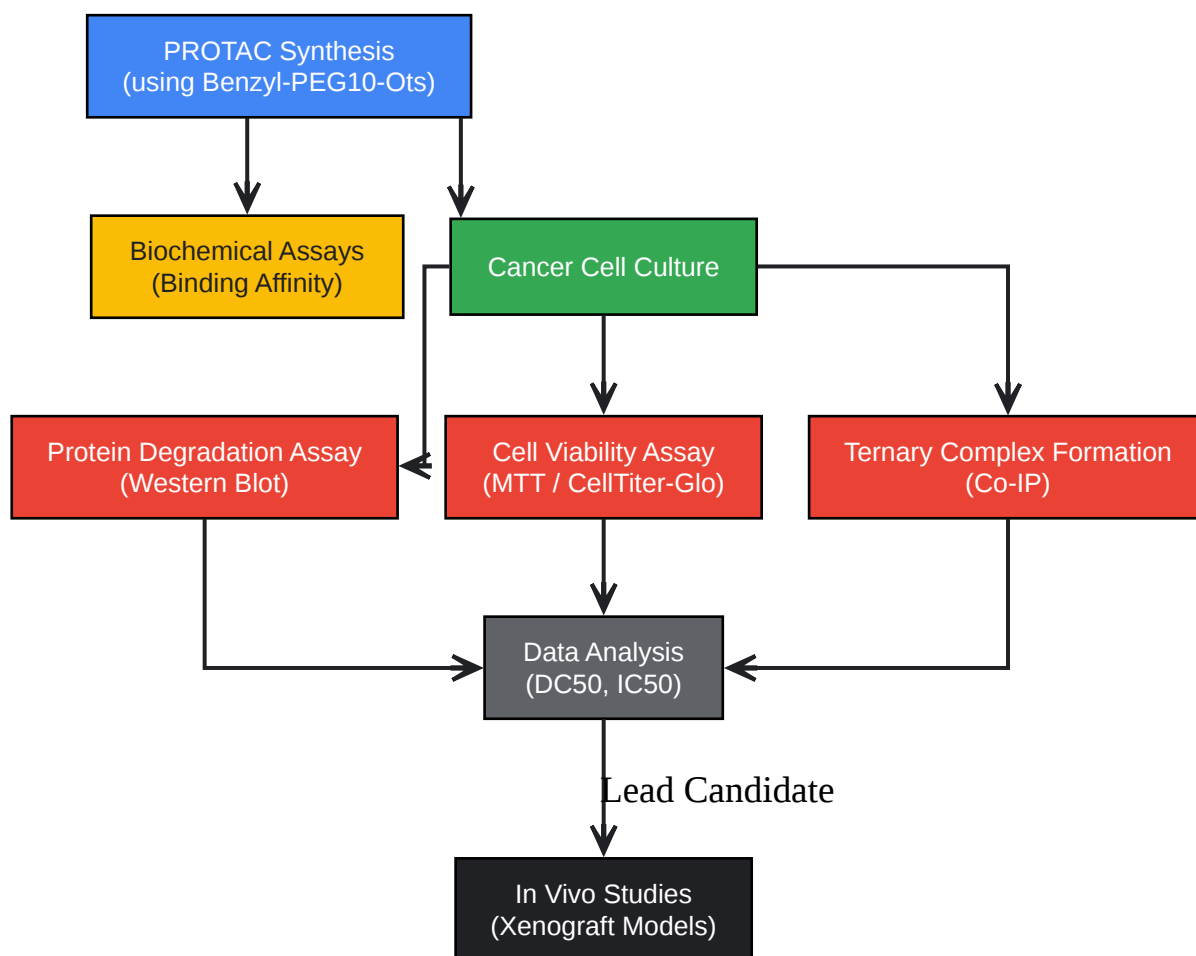 PROTAC Synthesis
(using Benzyl-PEG10-Ots)
Biochemical Assays
(Binding Affinity)
Cancer Cell Culture
Protein Degradation Assay
(Western Blot)
Cell Viability Assay
(MTT / CellTiter-Glo)
Ternary Complex Formation
(Co-IP)
Data Analysis
(DC50, IC50)
Lead Candidate
In Vivo Studies
(Xenograft Models)